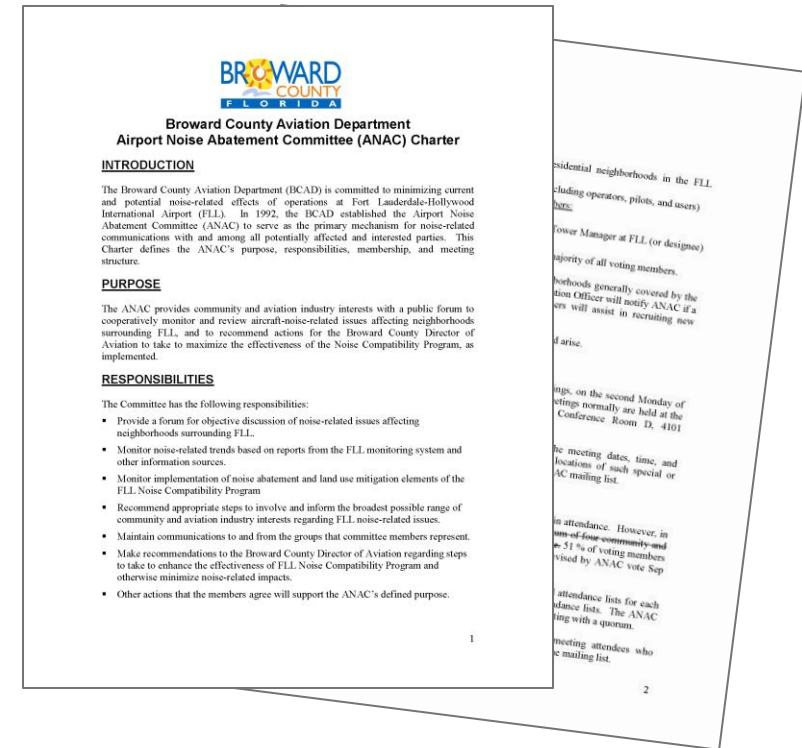 BROWARD
COUNTY
FLORIDA
Broward County Aviation Department
Airport Noise Abatement Committee (ANAC) Charter
INTRODUCTION
The Broward County Aviation Department (BCAD) is committed to minimizing current
and potential noise-related effects of operations at Fort Lauderdale-Hollywood
International Airport (FLL). In 1992, the BCAD established the Airport Noise
Abatement Committee (ANAC) to serve as the primary mechanism for noise-related
communications with and among all potentially affected and interested parties. This
Charter defines the ANAC's purpose, responsibilities, membership, and meeting
structure.
PURPOSE
The ANAC provides community and aviation industry interests with a public forum to
cooperatively monitor and review aircraft-noise-related issues affecting neighborhoods
surrounding FLL, and to recommend actions for the Broward County Director of
Aviation to take to maximize the effectiveness of the Noise Compatibility Program, as
implemented.
RESPONSIBILITIES
The Committee has the following responsibilities:
▪ Provide a forum for objective discussion of noise-related issues affecting
neighborhoods surrounding FLL.
▪ Monitor noise-related trends based on reports from the FLL monitoring system and
other information sources.
▪ Monitor implementation of noise abatement and land use mitigation elements of the
FLL Noise Compatibility Program
▪ Recommend appropriate steps to involve and inform the broadest possible range of
community and aviation industry interests regarding FLL noise-related issues.
▪ Maintain communications to and from the groups that committee members represent.
▪ Make recommendations to the Broward County Director of Aviation regarding steps
to take to enhance the effectiveness of FLL Noise Compatibility Program and
otherwise minimize noise-related impacts.
▪ Other actions that the members agree will support the ANAC's defined purpose.
1
esidential neighborhoods in the FLL
cluding operators, pilots, and users)
bers:
Tower Manager at FLL (or designee)
ajority of all voting members.
borhoods generally covered by the
tion Officer will notify ANAC if a
ers will assist in recruiting new
d arise.
ings, on the second Monday of
etings normally are held at the
Conference Room D, 4101
he meeting dates, time, and
locations of such special or
AC mailing list.
in attendance. However, in
um of four community and
e. 51 % of voting members
vised by ANAC vote Sep
attendance lists for each
dance lists. The ANAC
ting with a quorum.
meeting attendees who
e mailing list.
2